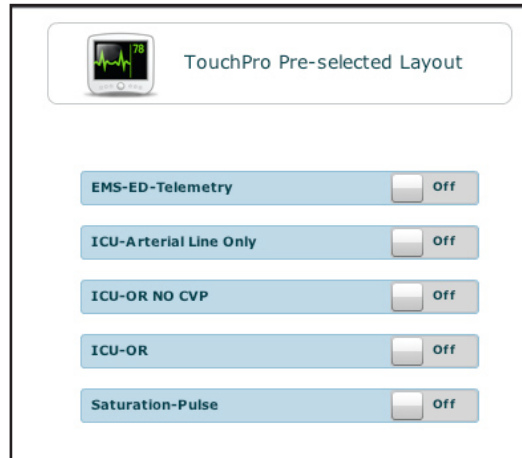 78
TouchPro Pre-selected Layout
EMS-ED-Telemetry Off
ICU-Arterial Line Only Off
ICU-OR NO CVP Off
ICU-OR Off
Saturation-Pulse Off